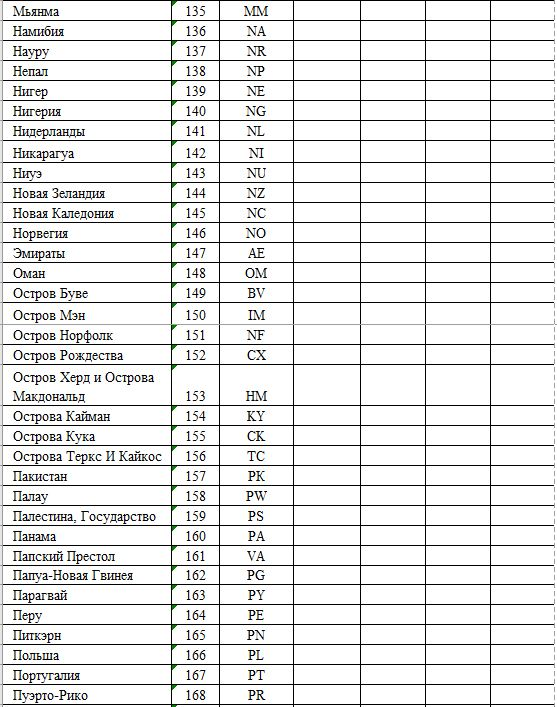 Мьянма 135 MM
Намибия 136 NA
Науру 137 NR
Непал 138 NP
Нигер 139 NE
Нигерия 140 NG
Нидерланды 141 NL
Никарагуа 142 NI
Ниуэ 143 NU
Новая Зеландия 144 NZ
Новая Каледония 145 NC
Норвегия 146 NO
Эмираты 147 AE
Оман 148 OM
Остров Буве 149 BV
Остров Мэн 150 IM
Остров Норфолк 151 NF
Остров Рождества 152 CX
Остров Херд и Острова
Макдональд 153 HM
Острова Кайман 154 KY
Острова Кука 155 CK
Острова Теркс И Кайкос 156 TC
Пакистан 157 PK
Палау 158 PW
Палестина, Государство 159 PS
Панама 160 PA
Папский Престол 161 VA
Папуа-Новая Гвинея 162 PG
Парагвай 163 PY
Перу 164 PE
Питкэрн 165 PN
Польша 166 PL
Португалия 167 PT
Пуэрто-Рико 168 PR